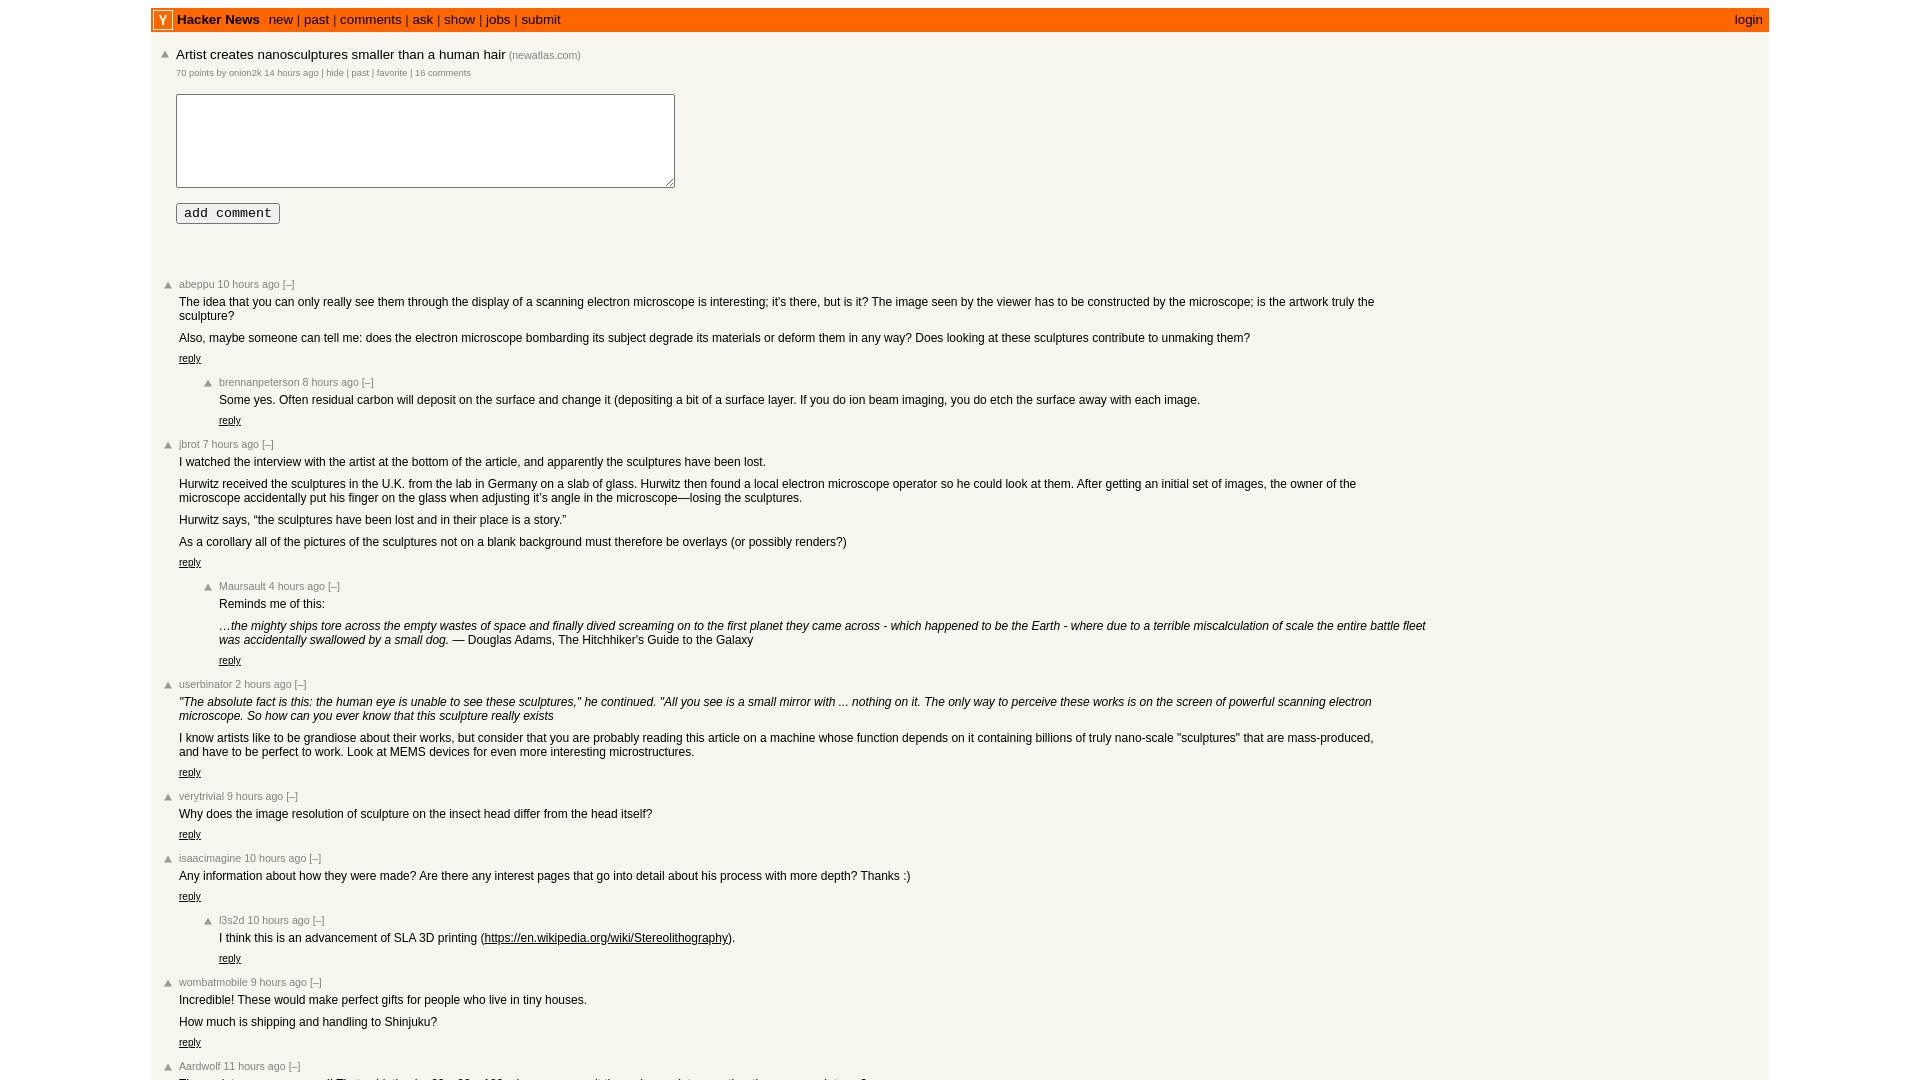 Y Hacker News new | past | comments | ask | show | jobs | submit login
Artist creates nanosculptures smaller than a human hair (newatlas.com)
70 points by onion2k 14 hours ago | hide | past | favorite | 16 comments
add comment
abeppu 10 hours ago [–]
The idea that you can only really see them through the display of a scanning electron microscope is interesting; it's there, but is it? The image seen by the viewer has to be constructed by the microscope; is the artwork truly the
sculpture?
Also, maybe someone can tell me: does the electron microscope bombarding its subject degrade its materials or deform them in any way? Does looking at these sculptures contribute to unmaking them?
reply
brennanpeterson 8 hours ago [–]
Some yes. Often residual carbon will deposit on the surface and change it (depositing a bit of a surface layer. If you do ion beam imaging, you do etch the surface away with each image.
reply
jbrot 7 hours ago [–]
I watched the interview with the artist at the bottom of the article, and apparently the sculptures have been lost.
Hurwitz received the sculptures in the U.K. from the lab in Germany on a slab of glass. Hurwitz then found a local electron microscope operator so he could look at them. After getting an initial set of images, the owner of the
microscope accidentally put his finger on the glass when adjusting it’s angle in the microscope—losing the sculptures.
Hurwitz says, “the sculptures have been lost and in their place is a story.”
As a corollary all of the pictures of the sculptures not on a blank background must therefore be overlays (or possibly renders?)
reply
Maursault 4 hours ago [–]
Reminds me of this:
…the mighty ships tore across the empty wastes of space and finally dived screaming on to the first planet they came across - which happened to be the Earth - where due to a terrible miscalculation of scale the entire battle fleet
was accidentally swallowed by a small dog. — Douglas Adams, The Hitchhiker's Guide to the Galaxy
reply
userbinator 2 hours ago [–]
"The absolute fact is this: the human eye is unable to see these sculptures," he continued. "All you see is a small mirror with ... nothing on it. The only way to perceive these works is on the screen of powerful scanning electron
microscope. So how can you ever know that this sculpture really exists
I know artists like to be grandiose about their works, but consider that you are probably reading this article on a machine whose function depends on it containing billions of truly nano-scale "sculptures" that are mass-produced,
and have to be perfect to work. Look at MEMS devices for even more interesting microstructures.
reply
verytrivial 9 hours ago [–]
Why does the image resolution of sculpture on the insect head differ from the head itself?
reply
isaacimagine 10 hours ago [–]
Any information about how they were made? Are there any interest pages that go into detail about his process with more depth? Thanks :)
reply
l3s2d 10 hours ago [–]
I think this is an advancement of SLA 3D printing (https://en.wikipedia.org/wiki/Stereolithography).
reply
wombatmobile 9 hours ago [–]
Incredible! These would make perfect gifts for people who live in tiny houses.
How much is shipping and handling to Shinjuku?
reply
Aardwolf 11 hours ago [–]